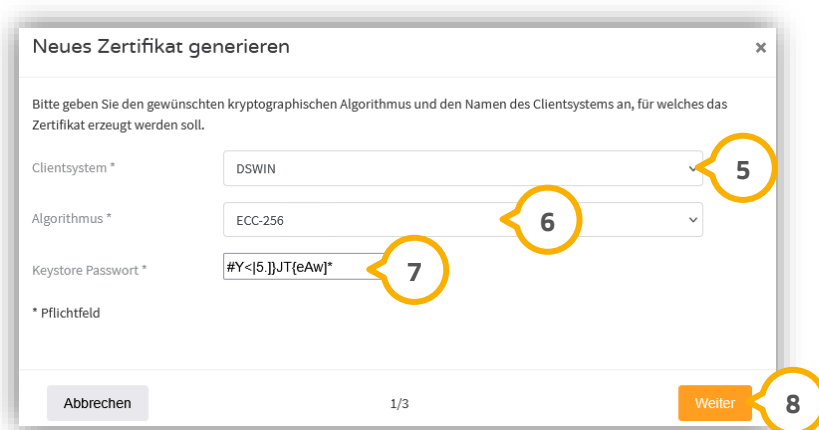 Neues Zertifikat generieren ×
Bitte geben Sie den gewünschten kryptographischen Algorithmus und den Namen des Clientsystems an, für welches das
Zertifikat erzeugt werden soll.
Clientsystem * DSWIN 5
Algorithmus * ECC-256 6
Keystore Passwort * #Y<|5.]}JT{eAw]* 7
* Pflichtfeld
Abbrechen 1/3 Weiter 8